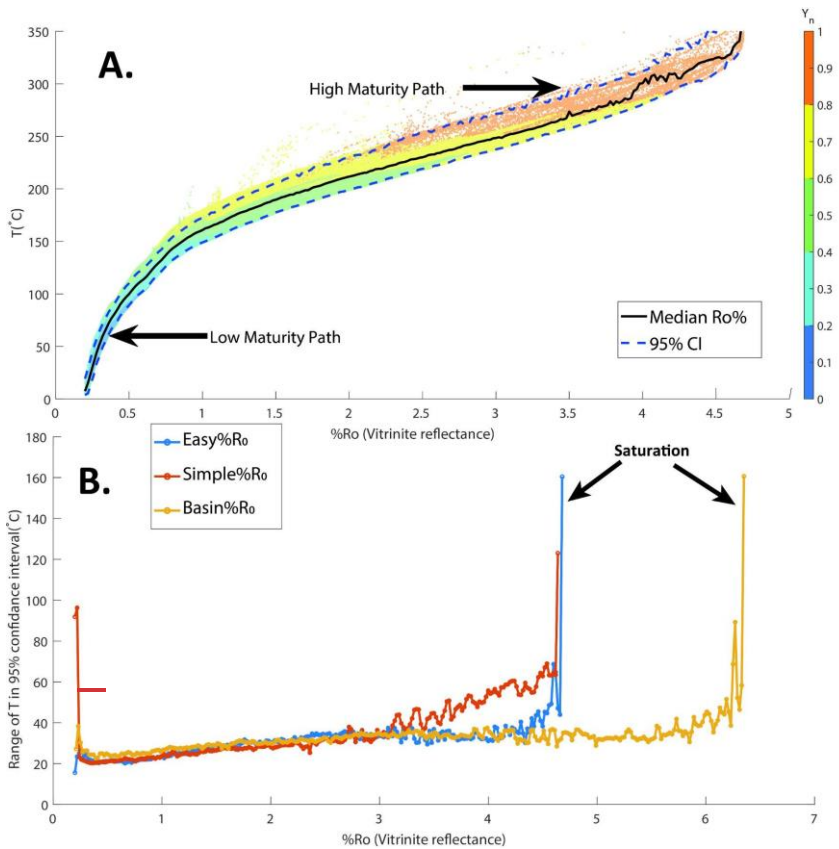 A.
Yn
350
300
250
200
150
100
50
0
T(°C)
High Maturity Path
Low Maturity Path
Median Ro%
95% CI
1
0.9
0.8
0.7
0.6
0.5
0.4
0.3
0.2
0.1
0
0 0.5 1 1.5 2 2.5 3 3.5 4 4.5 5
%Ro (Vitrinite reflectance)
B.
180
160
140
120
100
80
60
40
20
0
Range of T in 95% confidance interval(°C)
Easy%Ro
Simple%Ro
Basin%Ro
Saturation
0 1 2 3 4 5 6 7
%Ro (Vitrinite reflectance)